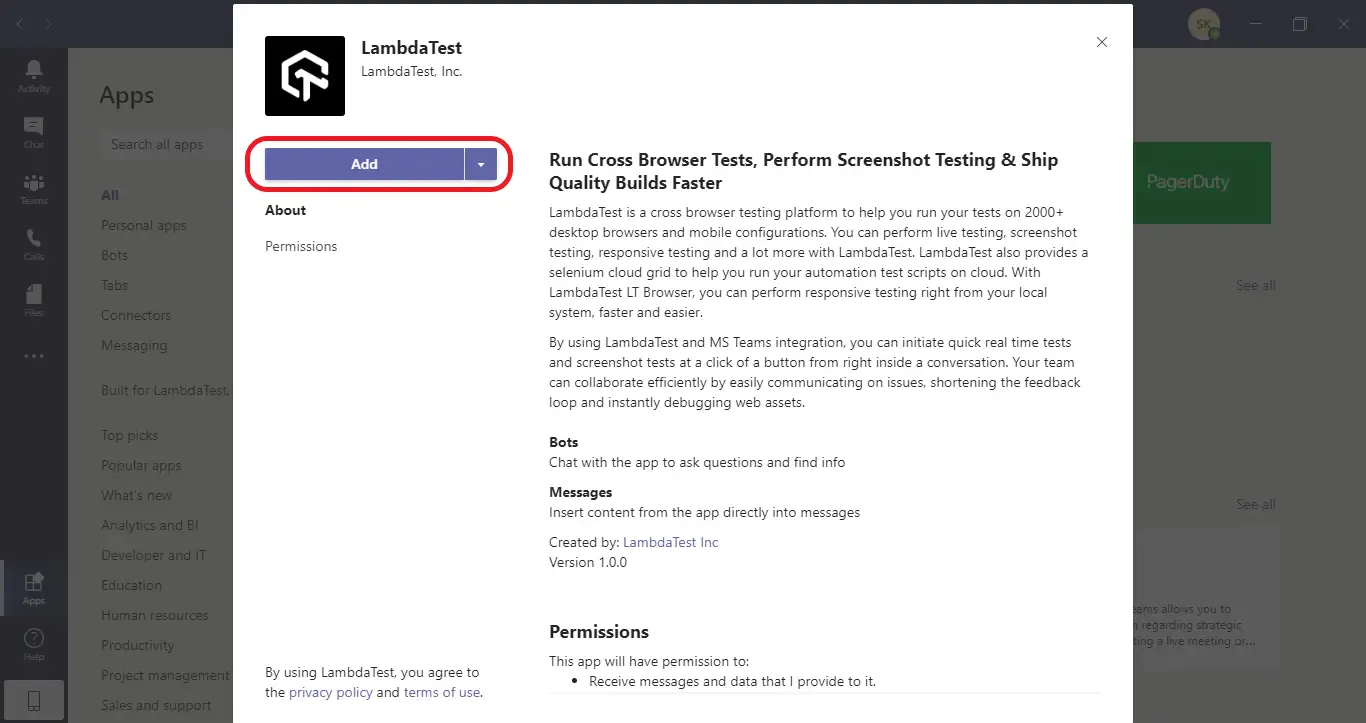 SK
Activity
Chat
Teams
Calls
Files
Apps
Help
Apps
Search all apps
All
Personal apps
Bots
Tabs
Connectors
Messaging
Built for LambdaTest,
Top picks
Popular apps
What's new
Analytics and BI
Developer and IT
Education
Human resources
Productivity
Project management
Sales and support
LambdaTest
LambdaTest, Inc.
Add
About
Permissions
By using LambdaTest, you agree to
the privacy policy and terms of use.
Run Cross Browser Tests, Perform Screenshot Testing & Ship
Quality Builds Faster
LambdaTest is a cross browser testing platform to help you run your tests on 2000+
desktop browsers and mobile configurations. You can perform live testing, screenshot
testing, responsive testing and a lot more with LambdaTest. LambdaTest also provides a
selenium cloud grid to help you run your automation test scripts on cloud. With
LambdaTest LT Browser, you can perform responsive testing right from your local
system, faster and easier.
By using LambdaTest and MS Teams integration, you can initiate quick real time tests
and screenshot tests at a click of a button from right inside a conversation. Your team
can collaborate efficiently by easily communicating on issues, shortening the feedback
loop and instantly debugging web assets.
Bots
Chat with the app to ask questions and find info
Messages
Insert content from the app directly into messages
Created by: LambdaTest Inc
Version 1.0.0
Permissions
This app will have permission to:
• Receive messages and data that I provide to it.
PagerDuty
See all
See all
eams allows you to
regarding strategic
ting a live meeting or...